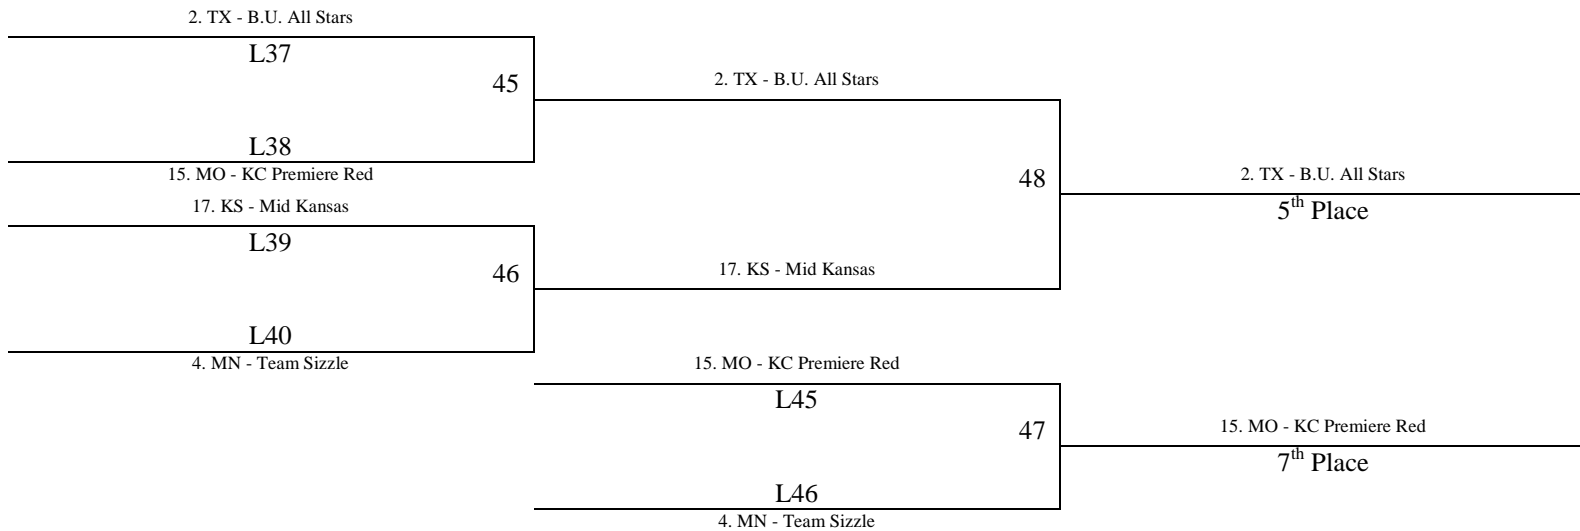 2. TX - B.U. All Stars
L37
45
L38
15. MO - KC Premiere Red
17. KS - Mid Kansas
L39
46
L40
4. MN - Team Sizzle
2. TX - B.U. All Stars
48
17. KS - Mid Kansas
15. MO - KC Premiere Red
L45
47
L46
4. MN - Team Sizzle
2. TX - B.U. All Stars
5th Place
15. MO - KC Premiere Red
7th Place